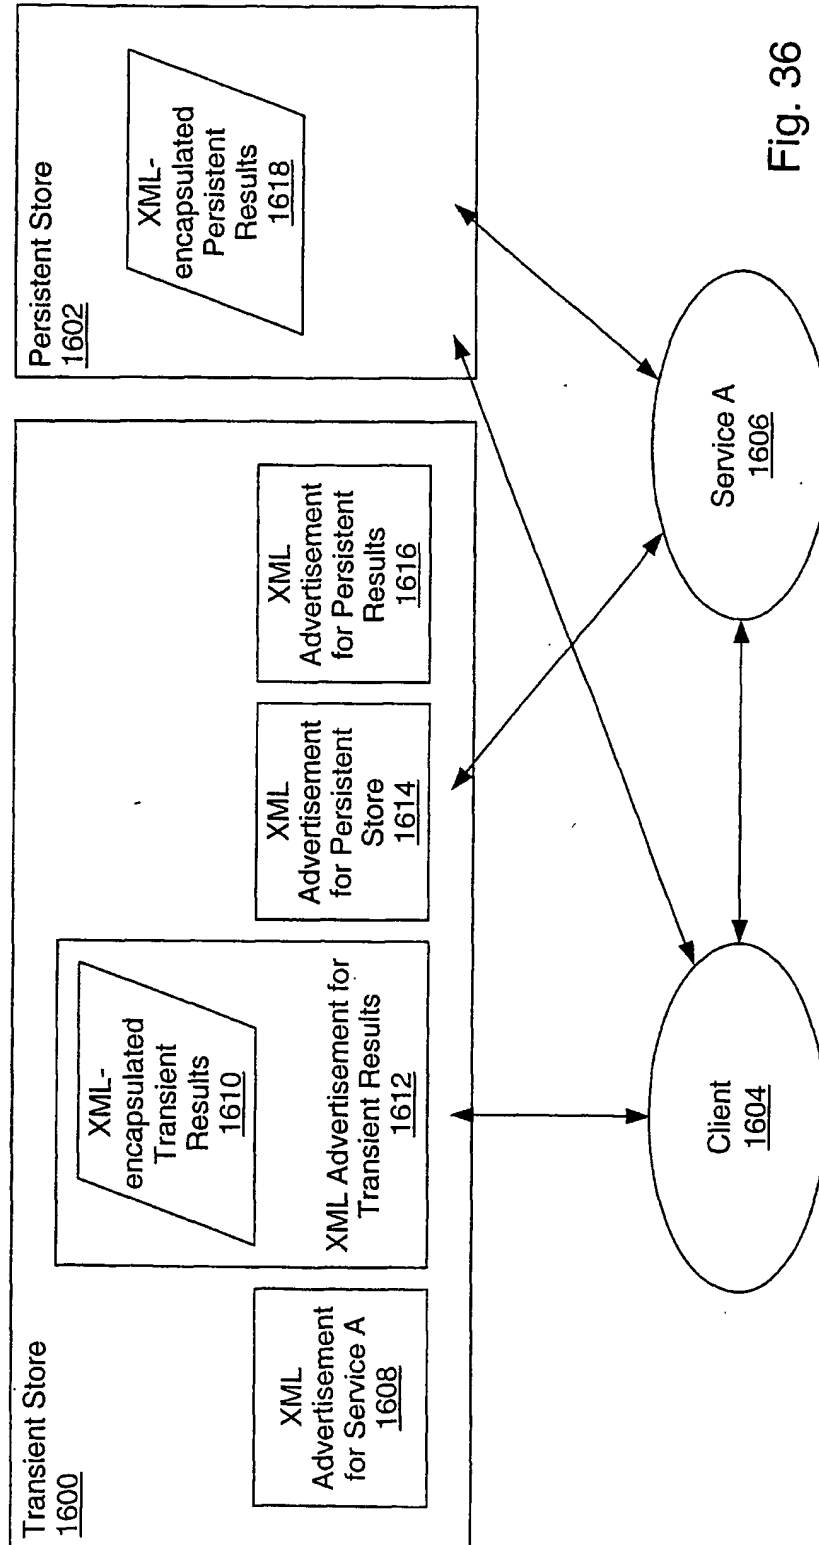 Transient Store
1600
XML
Advertisement
for Service A
1608
XML-
encapsulated
Transient
Results
1610
XML Advertisement for
Transient Results
1612
XML
Advertisement
for Persistent
Store
1614
XML
Advertisement
for Persistent
Results
1616
Persistent Store
1602
XML-
encapsulated
Persistent
Results
1618
Client
1604
Service A
1606
Fig. 36